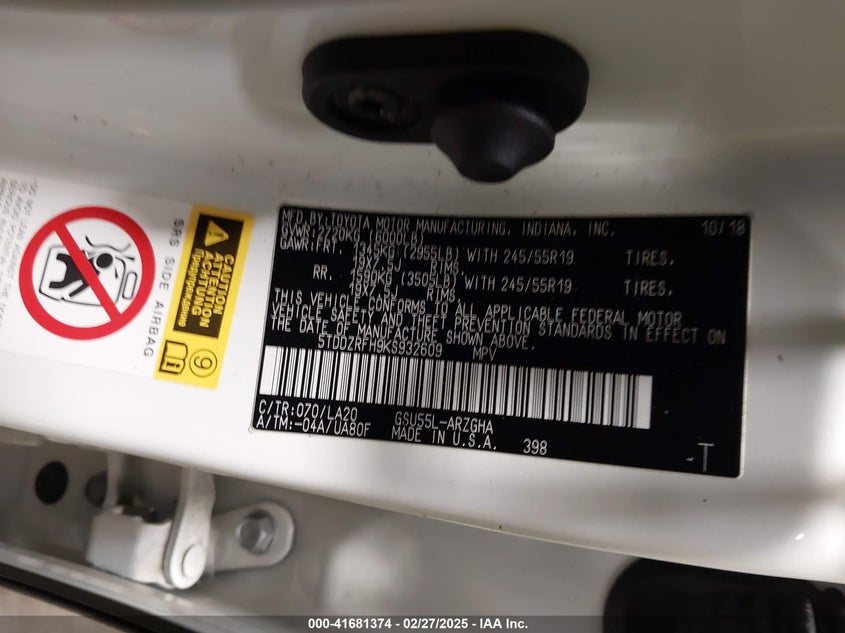 MFD. BY: TOYOTA MOTOR MANUFACTURING, INDIANA, INC. 10/18
GVWR: 2720KG (6000LB)
GAWR: FRT. (2955LB) WITH 245/55R19 TIRES,
19X7.5J RIMS,
RR. 1590KG (3505LB) WITH 245/55R19 TIRES,
RIMS,
THIS VEHICLE CONFORMS TO ALL APPLICABLE FEDERAL MOTOR
VEHICLE SAFETY AND THEFT PREVENTION STANDARDS IN EFFECT ON
THE DATE OF MANUFACTURE SHOWN ABOVE.
5TDDZRFH9KS932609 MPV
C/TR: 070/LA20 GSU55L-ARZGHA
A/TM: -04A/UA80F MADE IN U.S.A. 398
T
SRS SIDE AIRBAG
CAUTION
ATTENTION
ACHTUNG
9
000-41681374 - 02/27/2025 - IAA Inc.